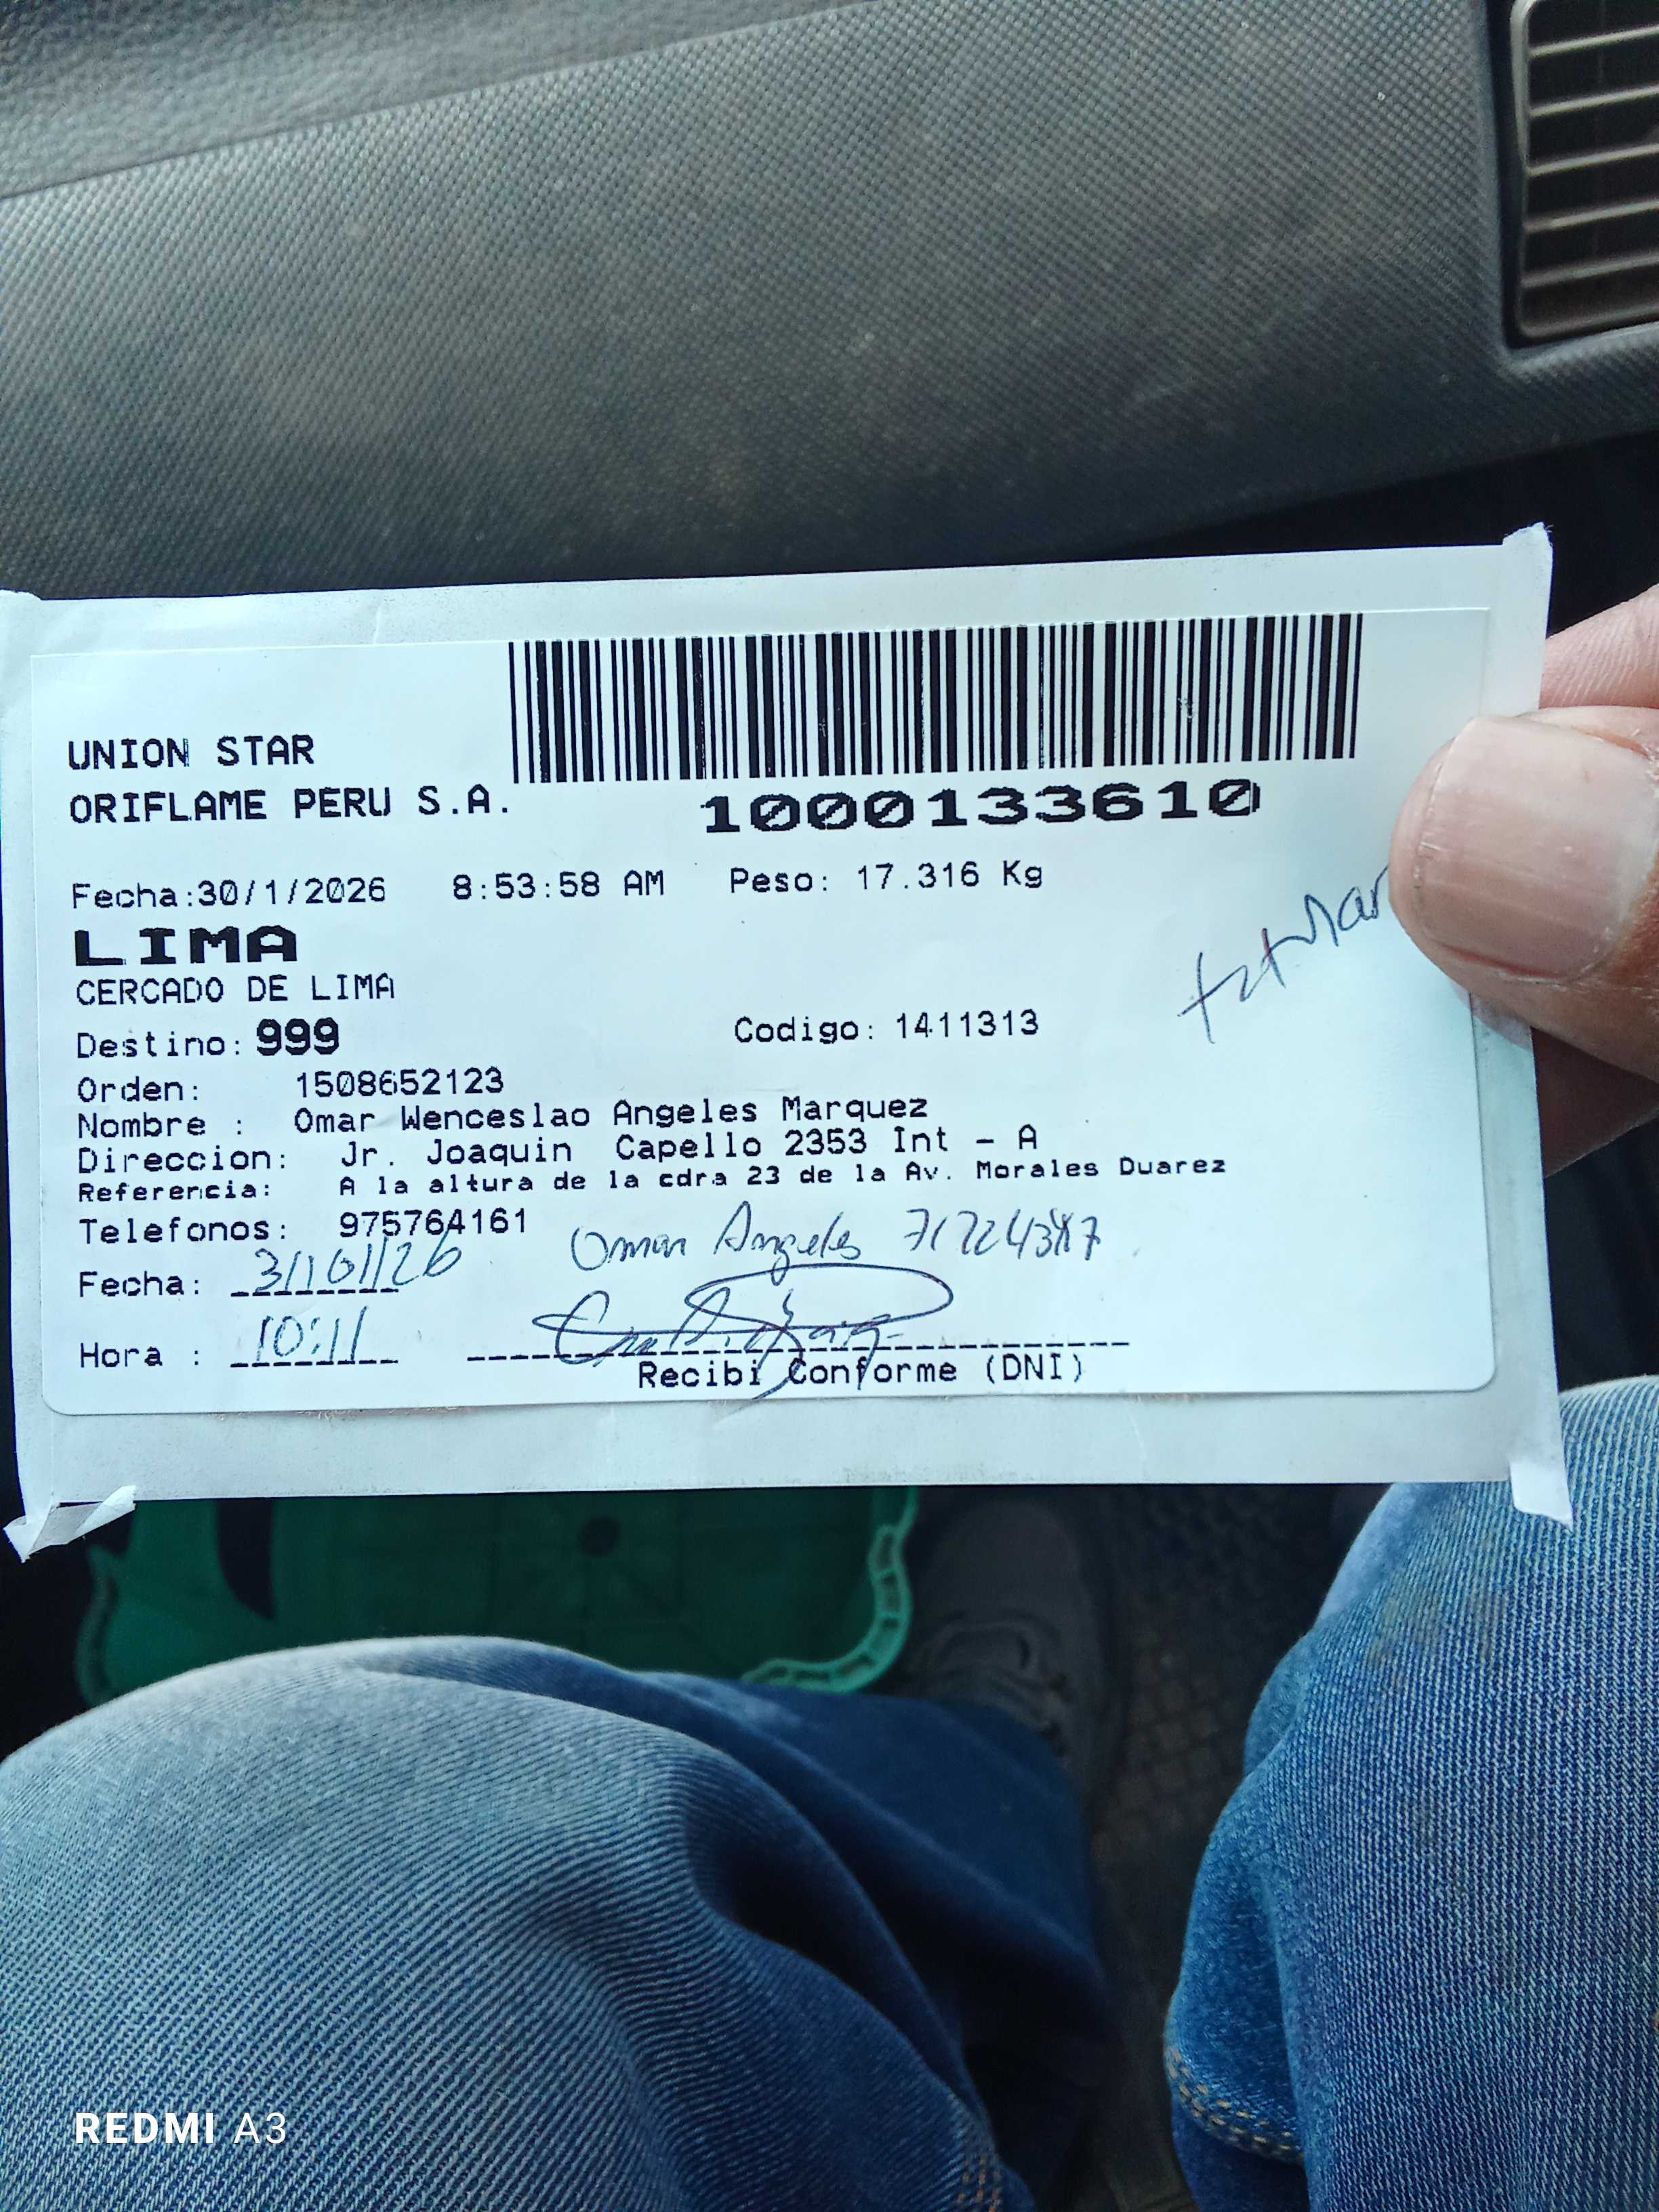 UNION STAR
ORIFLAME PERU S.A.
1000133610
Fecha:30/1/2026 8:53:58 AM Peso: 17.316 Kg
LIMA
CERCADO DE LIMA
Destino: 999 Codigo: 1411313
Orden: 1508652123
Nombre : Omar Wenceslao Angeles Marquez
Direccion: Jr. Joaquin Capello 2353 Int - A
Referencia: A la altura de la cdra 23 de la Av. Morales Duarez
Telefonos: 975764161
Omar Angeles
Fecha: 31/01/26
Hora : 10:11
Recibi Conforme (DNI)
REDMI A3